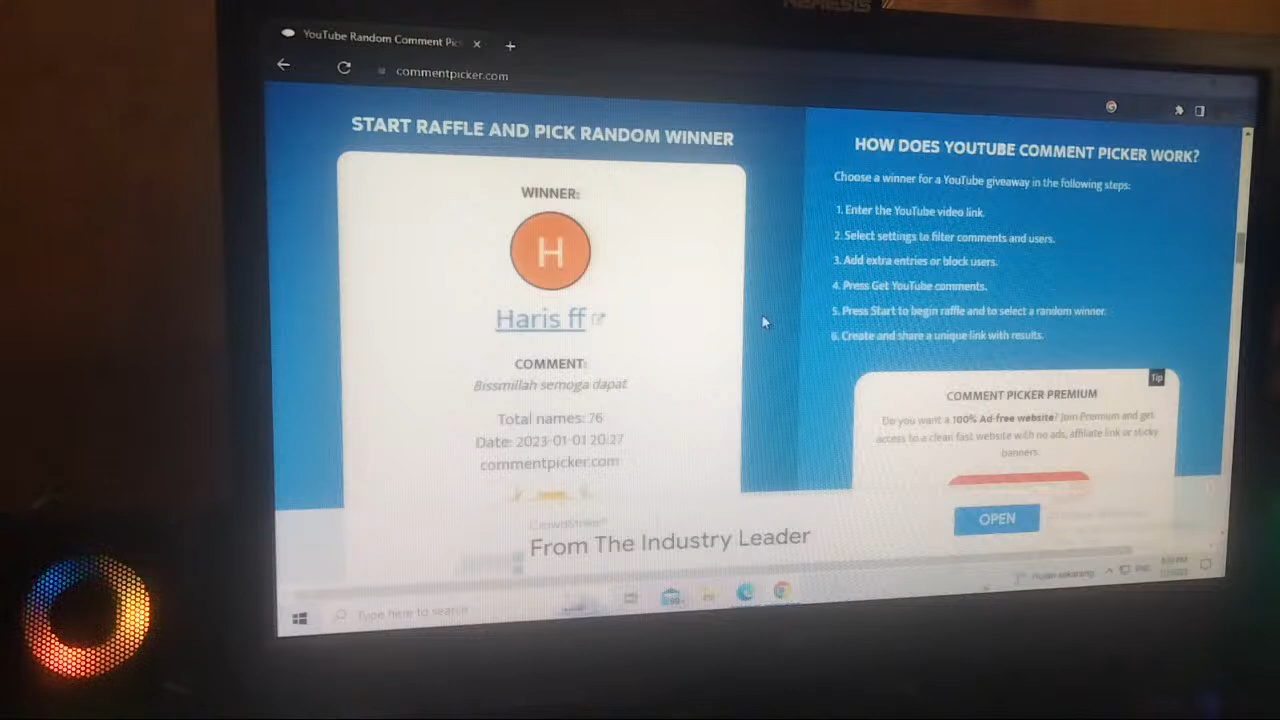 NEMESIS
YouTube Random Comment Pic
commentpicker.com
START RAFFLE AND PICK RANDOM WINNER
WINNER:
H
Haris ff
COMMENT:
Bissmillah semoga dapat
Total names: 76
Date: 2023-01-01 20:27
commentpicker.com
HOW DOES YOUTUBE COMMENT PICKER WORK?
Choose a winner for a YouTube giveaway in the following steps:
1. Enter the YouTube video link.
2. Select settings to filter comments and users.
3. Add extra entries or block users.
4. Press Get YouTube comments.
5. Press Start to begin raffle and to select a random winner.
6. Create and share a unique link with results.
Tip
COMMENT PICKER PREMIUM
Do you want a 100% Ad-free website? Join Premium and get
access to a clean fast website with no ads, affiliate link or sticky
banners.
CrowdStrike®
From The Industry Leader
OPEN
Type here to search
99+
Hujan sekarang
ENG